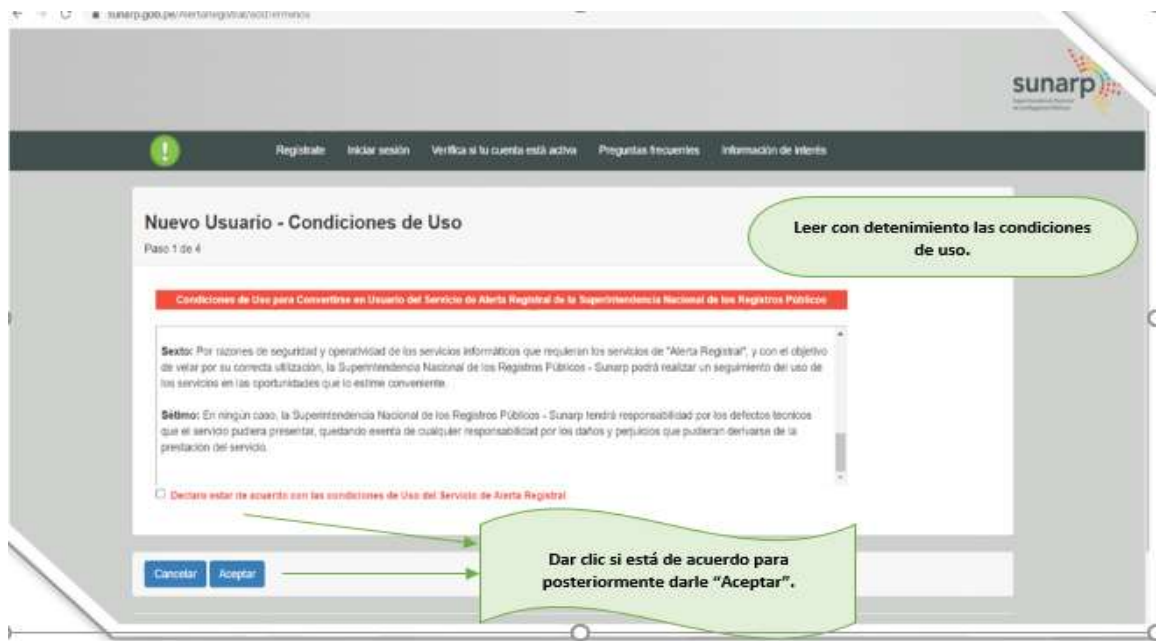 sunarp
Regístrate Iniciar sesión Verifica si tu cuenta está activa Preguntas frecuentes Información de interés
Nuevo Usuario - Condiciones de Uso
Paso 1 de 4
Leer con detenimiento las condiciones
de uso.
Condiciones de Uso para Convertirse en Usuario del Servicio de Alerta Registral de la Superintendencia Nacional de los Registros Públicos
Sexto: Por razones de seguridad y operatividad de los servicios informáticos que requieran los servicios de "Alerta Registral", y con el objetivo
de velar por su correcta utilización, la Superintendencia Nacional de los Registros Públicos - Sunarp podrá realizar un seguimiento del uso de
los servicios en las oportunidades que lo estime conveniente.
Sétimo: En ningún caso, la Superintendencia Nacional de los Registros Públicos - Sunarp tendrá responsabilidad por los defectos técnicos
que el servicio pudiera presentar, quedando exenta de cualquier responsabilidad por los daños y perjuicios que pudieran derivarse de la
prestación del servicio.
Declaro estar de acuerdo con las condiciones de Uso del Servicio de Alerta Registral
Dar clic si está de acuerdo para
posteriormente darle “Aceptar”.
Cancelar Aceptar